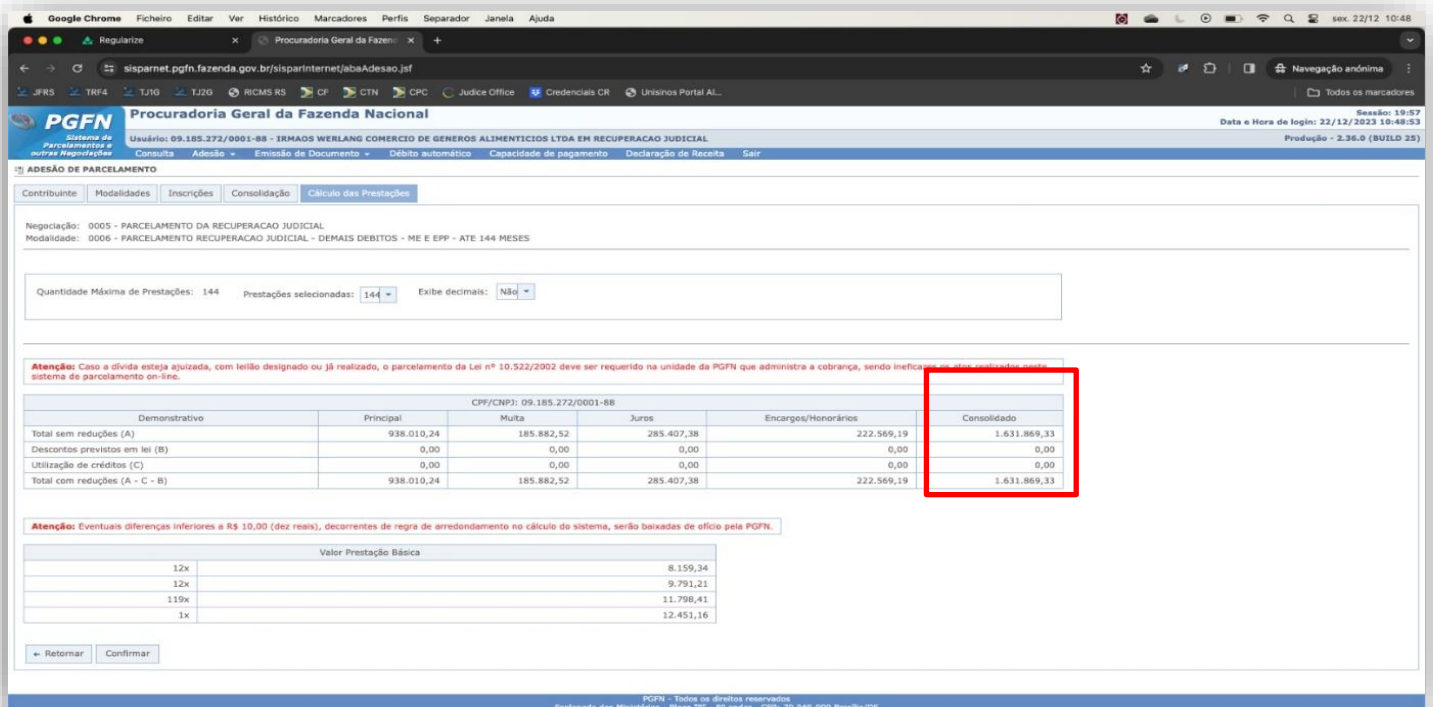 Google Chrome Ficheiro Editar Ver Histórico Marcadores Perfis Separador Janela Ajuda sex. 22/12 10:48
Regularize × Procuradoria Geral da Fazend × +
sisparnet.pgfn.fazenda.gov.br/sisparInternet/abaAdesao.jsf Navegação anónima
JFRS TRF4 TJ1G TJ2G RICMS RS CF CTN CPC Judice Office Credenciais CR Unisinos Portal Al... Todos os marcadores
PGFN Procuradoria Geral da Fazenda Nacional Sessão: 19:57
Data e Hora de login: 22/12/2023 10:48:53
Sistema de Parcelamentos e outras Negociações
Usuário: 09.185.272/0001-88 - IRMAOS WERLANG COMERCIO DE GENEROS ALIMENTICIOS LTDA EM RECUPERACAO JUDICIAL Produção - 2.36.0 (BUILD 25)
Consulta Adesão Emissão de Documento Débito automático Capacidade de pagamento Declaração de Receita Sair
ADESÃO DE PARCELAMENTO
Contribuinte Modalidades Inscrições Consolidação Cálculo das Prestações
Negociação: 0005 - PARCELAMENTO DA RECUPERACAO JUDICIAL
Modalidade: 0006 - PARCELAMENTO RECUPERACAO JUDICIAL - DEMAIS DEBITOS - ME E EPP - ATE 144 MESES
Quantidade Máxima de Prestações: 144 Prestações selecionadas: 144 Exibe decimais: Não
Atenção: Caso a dívida esteja ajuizada, com leilão designado ou já realizado, o parcelamento da Lei nº 10.522/2002 deve ser requerido na unidade da PGFN que administra a cobrança, sendo ineficazes os atos realizados neste
sistema de parcelamento on-line.
CPF/CNPJ: 09.185.272/0001-88
Demonstrativo Principal Multa Juros Encargos/Honorários Consolidado
Total sem reduções (A) 938.010,24 185.882,52 285.407,38 222.569,19 1.631.869,33
Descontos previstos em lei (B) 0,00 0,00 0,00 0,00 0,00
Utilização de créditos (C) 0,00 0,00 0,00 0,00 0,00
Total com reduções (A - C - B) 938.010,24 185.882,52 285.407,38 222.569,19 1.631.869,33
Atenção: Eventuais diferenças inferiores a R$ 10,00 (dez reais), decorrentes de regra de arredondamento no cálculo do sistema, serão baixadas de ofício pela PGFN.
Valor Prestação Básica
12x 8.159,34
12x 9.791,21
119x 11.798,41
1x 12.451,16
Retornar Confirmar
PGFN - Todos os direitos reservados